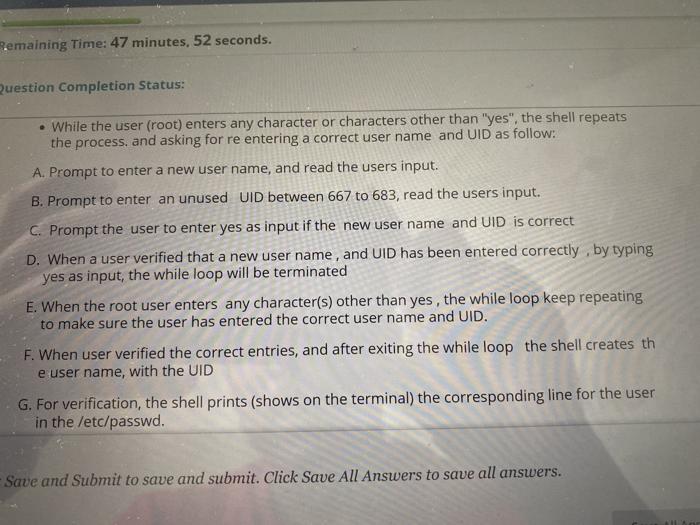 Remaining Time: 47 minutes, 52 seconds.
Question Completion Status:
• While the user (root) enters any character or characters other than "yes", the shell repeats
the process. and asking for re entering a correct user name and UID as follow:
A. Prompt to enter a new user name, and read the users input.
B. Prompt to enter an unused UID between 667 to 683, read the users input.
C. Prompt the user to enter yes as input if the new user name and UID is correct
D. When a user verified that a new user name , and UID has been entered correctly , by typing
yes as input, the while loop will be terminated
E. When the root user enters any character(s) other than yes , the while loop keep repeating
to make sure the user has entered the correct user name and UID.
F. When user verified the correct entries, and after exiting the while loop the shell creates th
e user name, with the UID
G. For verification, the shell prints (shows on the terminal) the corresponding line for the user
in the /etc/passwd.
Save and Submit to save and submit. Click Save All Answers to save all answers.